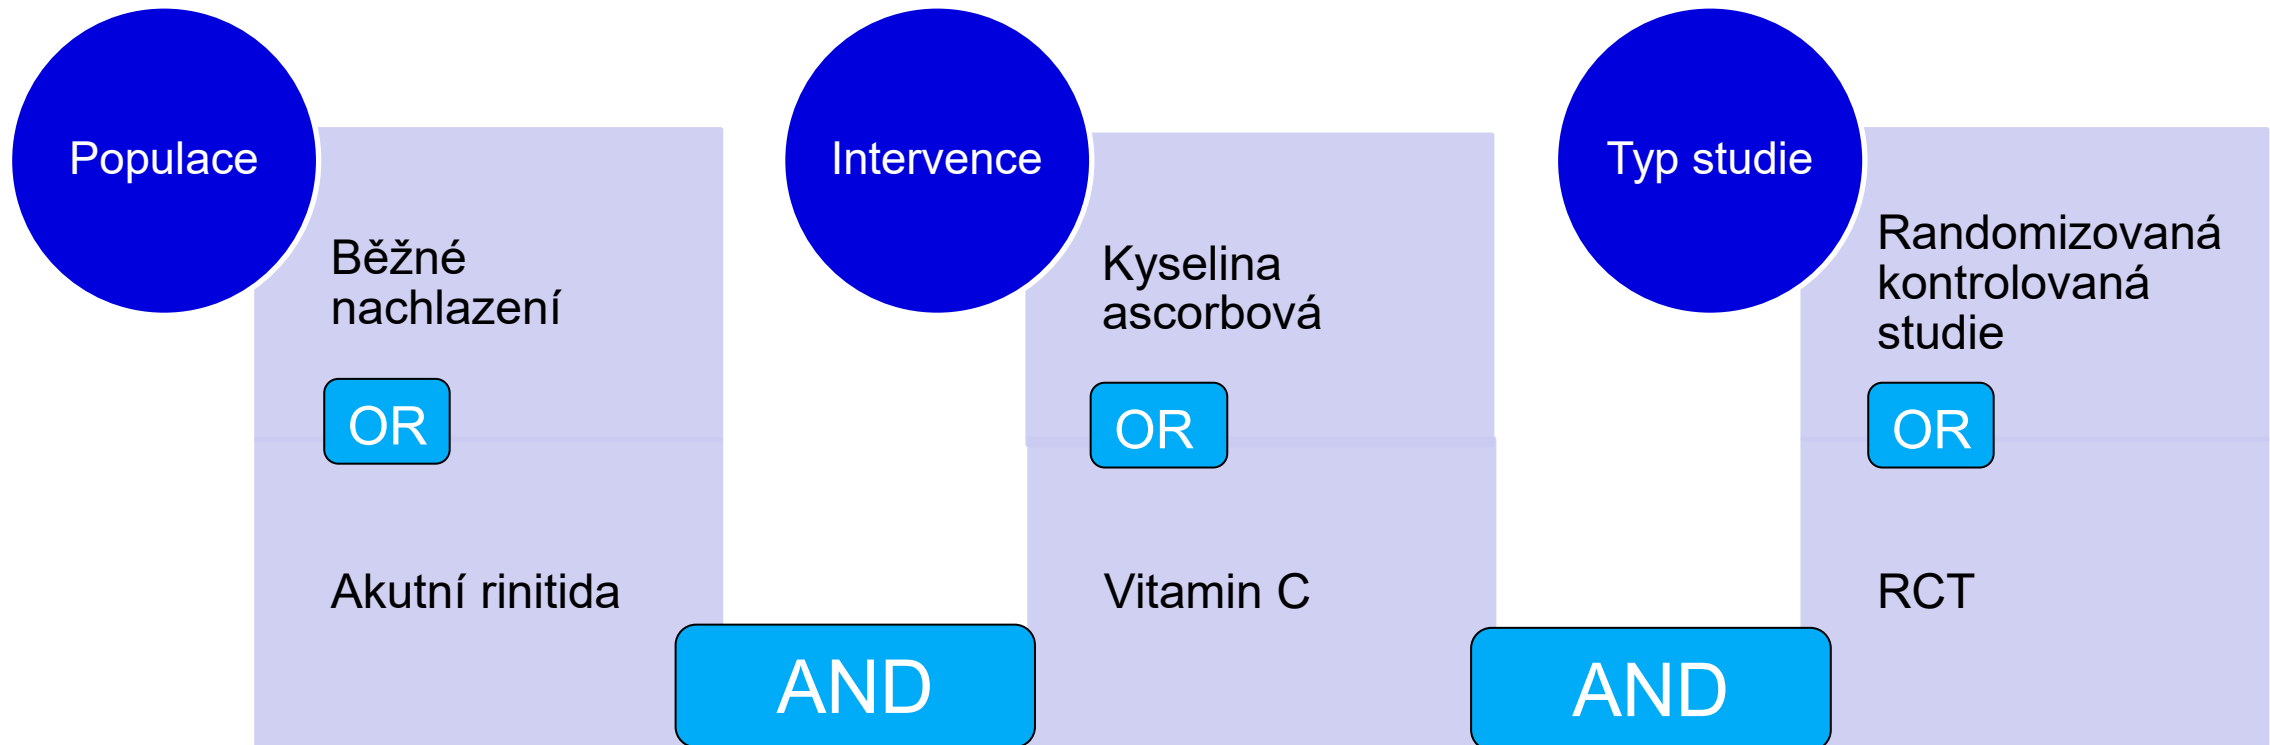 Populace
Běžné
nachlazení
OR
Akutní rinitida
AND
Intervence
Kyselina
ascorbová
OR
Vitamin C
AND
Typ studie
Randomizovaná
kontrolovaná
studie
OR
RCT